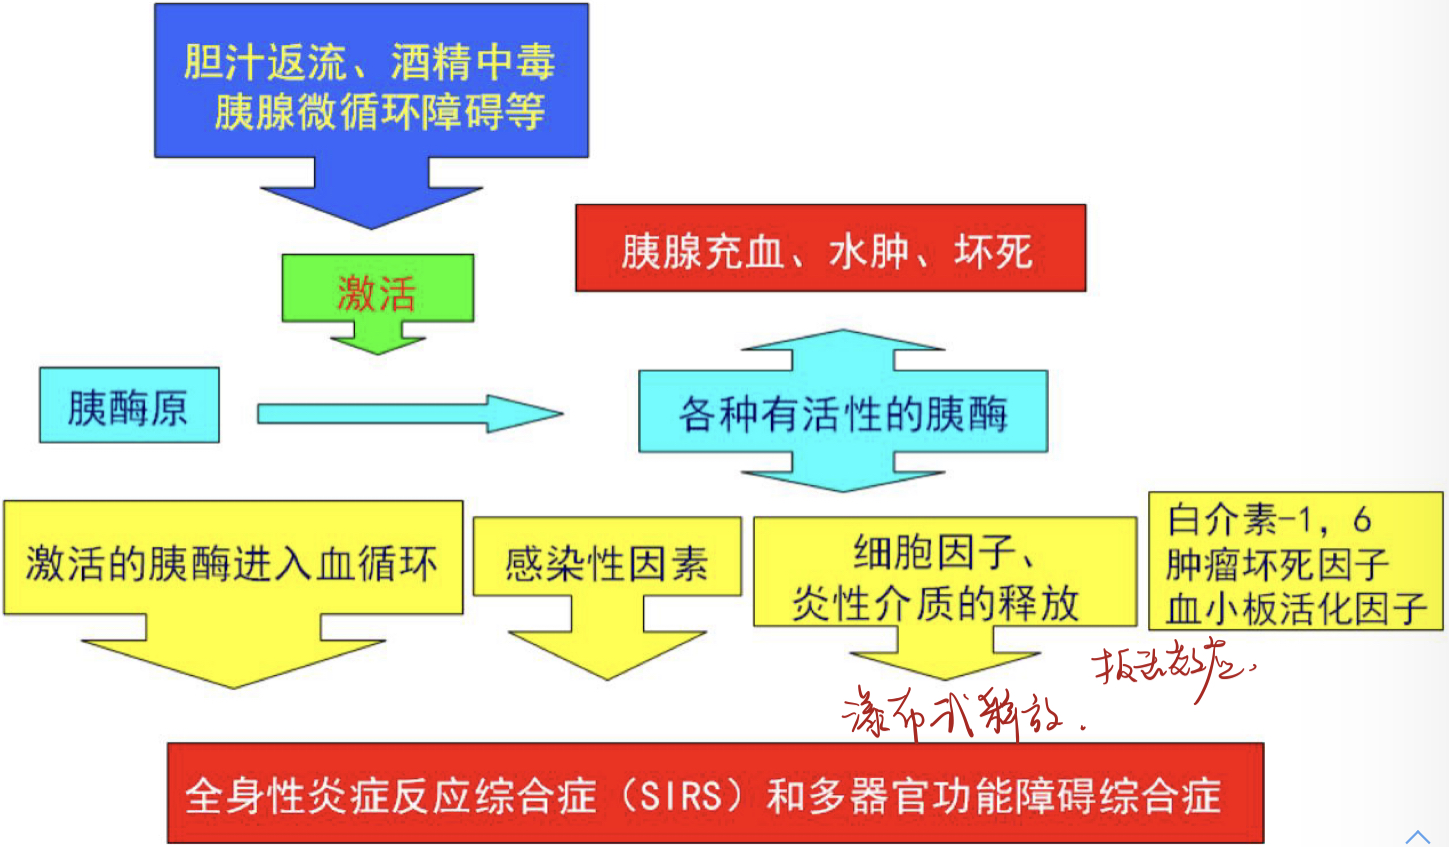 胆汁返流、酒精中毒
胰腺微循环障碍等
激活
胰腺充血、水肿、坏死
胰酶原
各种有活性的胰酶
激活的胰酶进入血循环
感染性因素
细胞因子、
炎性介质的释放
白介素-1，6
肿瘤坏死因子
血小板活化因子
扳机效应.
瀑布式释放.
全身性炎症反应综合症（SIRS）和多器官功能障碍综合症